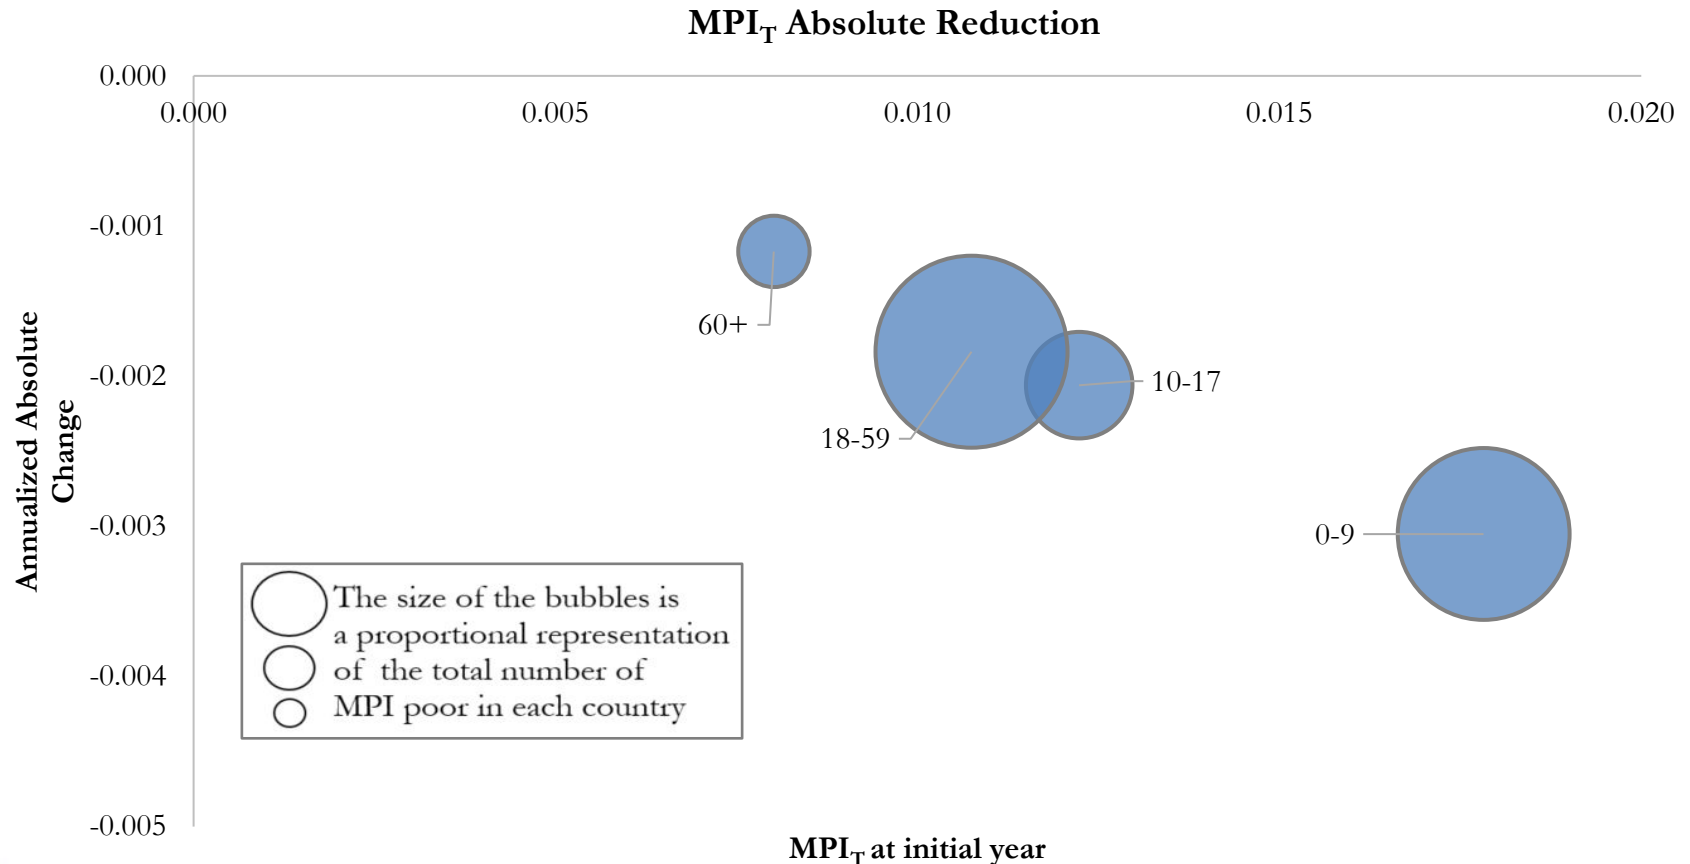 MPI_T Absolute Reduction
0.000
0.000 0.005 0.010 0.015 0.020
-0.001
60+
-0.002
10-17
18-59
Annualized Absolute
Change
-0.003
0-9
The size of the bubbles is
a proportional representation
of the total number of
MPI poor in each country
-0.004
-0.005
MPI_T at initial year